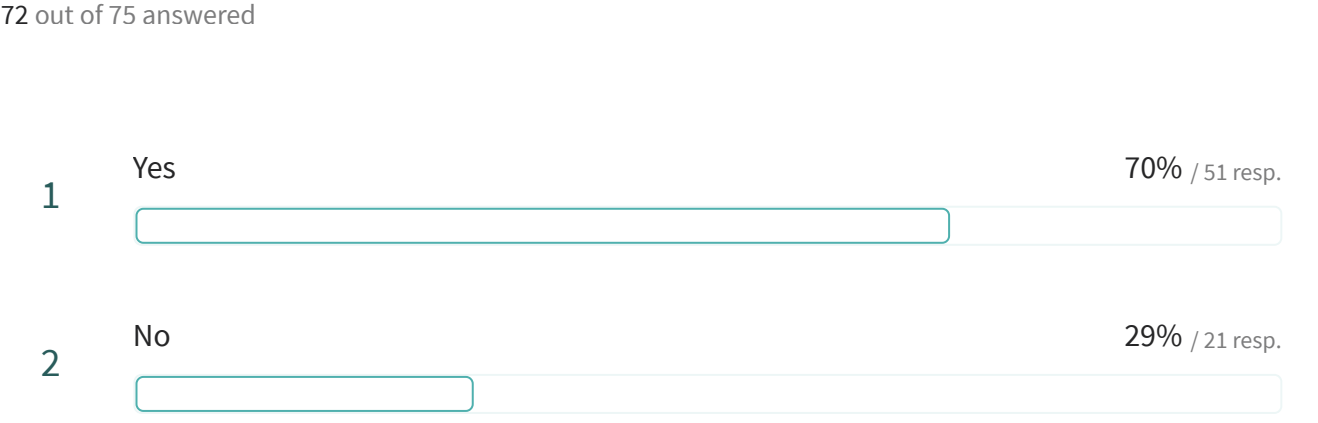 72 out of 75 answered
1 Yes 70% / 51 resp.
2 No 29% / 21 resp.